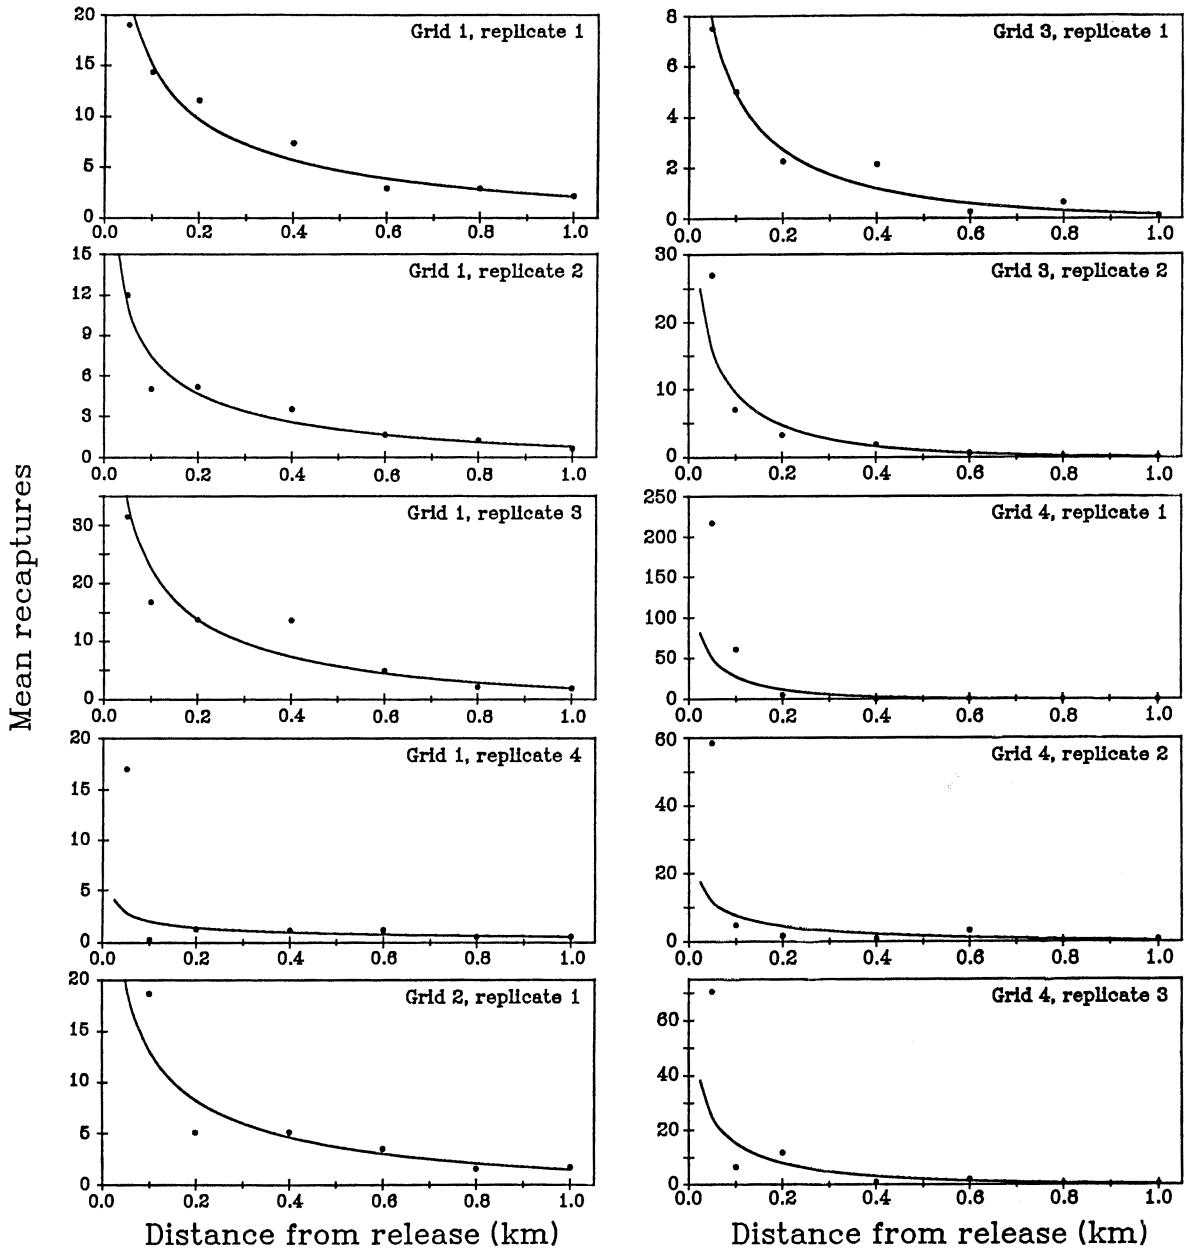 Mean recaptures
Grid 1, replicate 1
20
15
10
5
0
0.0 0.2 0.4 0.6 0.8 1.0
Grid 1, replicate 2
15
12
9
6
3
0
0.0 0.2 0.4 0.6 0.8 1.0
Grid 1, replicate 3
30
20
10
0
0.0 0.2 0.4 0.6 0.8 1.0
Grid 1, replicate 4
20
15
10
5
0
0.0 0.2 0.4 0.6 0.8 1.0
Grid 2, replicate 1
20
15
10
5
0
0.0 0.2 0.4 0.6 0.8 1.0
Distance from release (km)
Grid 3, replicate 1
8
6
4
2
0
0.0 0.2 0.4 0.6 0.8 1.0
Grid 3, replicate 2
30
20
10
0
0.0 0.2 0.4 0.6 0.8 1.0
Grid 4, replicate 1
250
200
150
100
50
0
0.0 0.2 0.4 0.6 0.8 1.0
Grid 4, replicate 2
60
40
20
0
0.0 0.2 0.4 0.6 0.8 1.0
Grid 4, replicate 3
60
40
20
0
0.0 0.2 0.4 0.6 0.8 1.0
Distance from release (km)